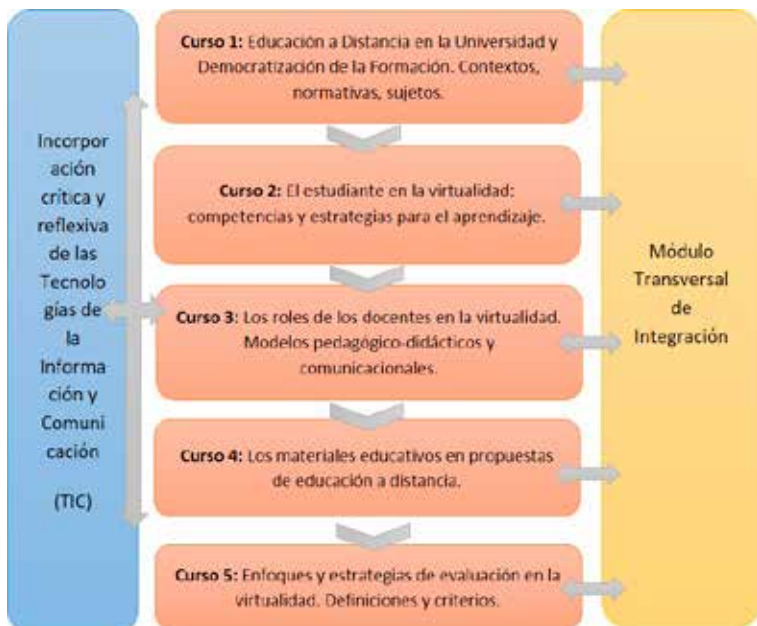 Incorpor
ación
crítica y
reflexiva
de las
Tecnolo
gías de
la
Informa
ción y
Comuni
cación
(TIC)
Curso 1: Educación a Distancia en la Universidad y
Democratización de la Formación. Contextos,
normativas, sujetos.
Curso 2: El estudiante en la virtualidad:
competencias y estrategias para el aprendizaje.
Curso 3: Los roles de los docentes en la virtualidad.
Modelos pedagógico-didácticos y
comunicacionales.
Curso 4: Los materiales educativos en propuestas
de educación a distancia.
Curso 5: Enfoques y estrategias de evaluación en la
virtualidad. Definiciones y criterios.
Módulo
Transversal
de
Integración